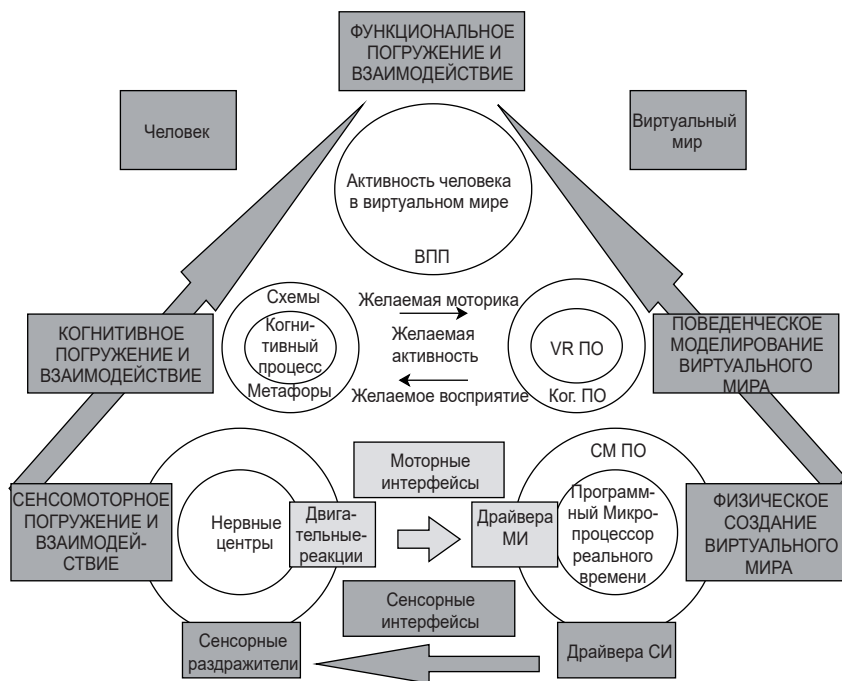 ФУНКЦИОНАЛЬНОЕ
ПОГРУЖЕНИЕ И
ВЗАИМОДЕЙСТВИЕ
Человек
Виртуальный
мир
Активность человека
в виртуальном мире
ВПП
Схемы
Когни-
тивный
процесс
Метафоры
Желаемая моторика
Желаемая
активность
Желаемое восприятие
VR ПО
Ког. ПО
КОГНИТИВНОЕ
ПОГРУЖЕНИЕ И
ВЗАИМОДЕЙСТВИЕ
ПОВЕДЕНЧЕСКОЕ
МОДЕЛИРОВАНИЕ
ВИРТУАЛЬНОГО
МИРА
СЕНСОМОТОРНОЕ
ПОГРУЖЕНИЕ И
ВЗАИМОДЕЙ-
СТВИЕ
Нервные
центры
Двига-
тельные-
реакции
Моторные
интерфейсы
Драйвера
МИ
СМ ПО
Програм-
мный Микро-
процессор
реального
времени
ФИЗИЧЕСКОЕ
СОЗДАНИЕ
ВИРТУАЛЬНОГО
МИРА
Сенсорные
интерфейсы
Сенсорные
раздражители
Драйвера СИ